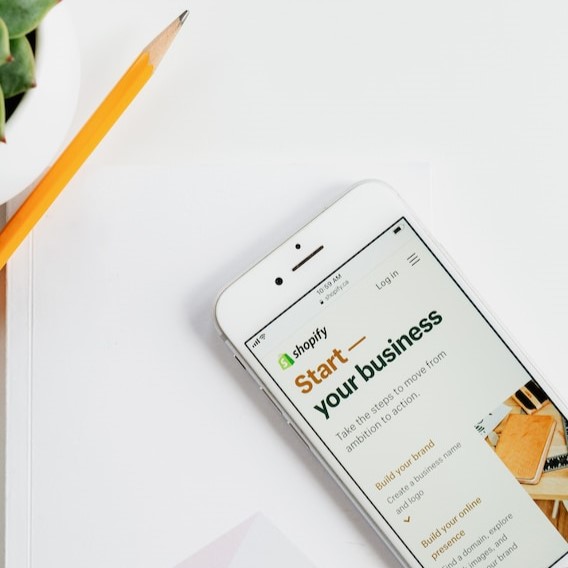 10:59 AM
shopify.ca
shopify
Log in
Start —
your business
Take the steps to move from
ambition to action.
Build your brand
Create a business name
and logo
Build your online
presence
Find a domain, explore
images, and
your brand